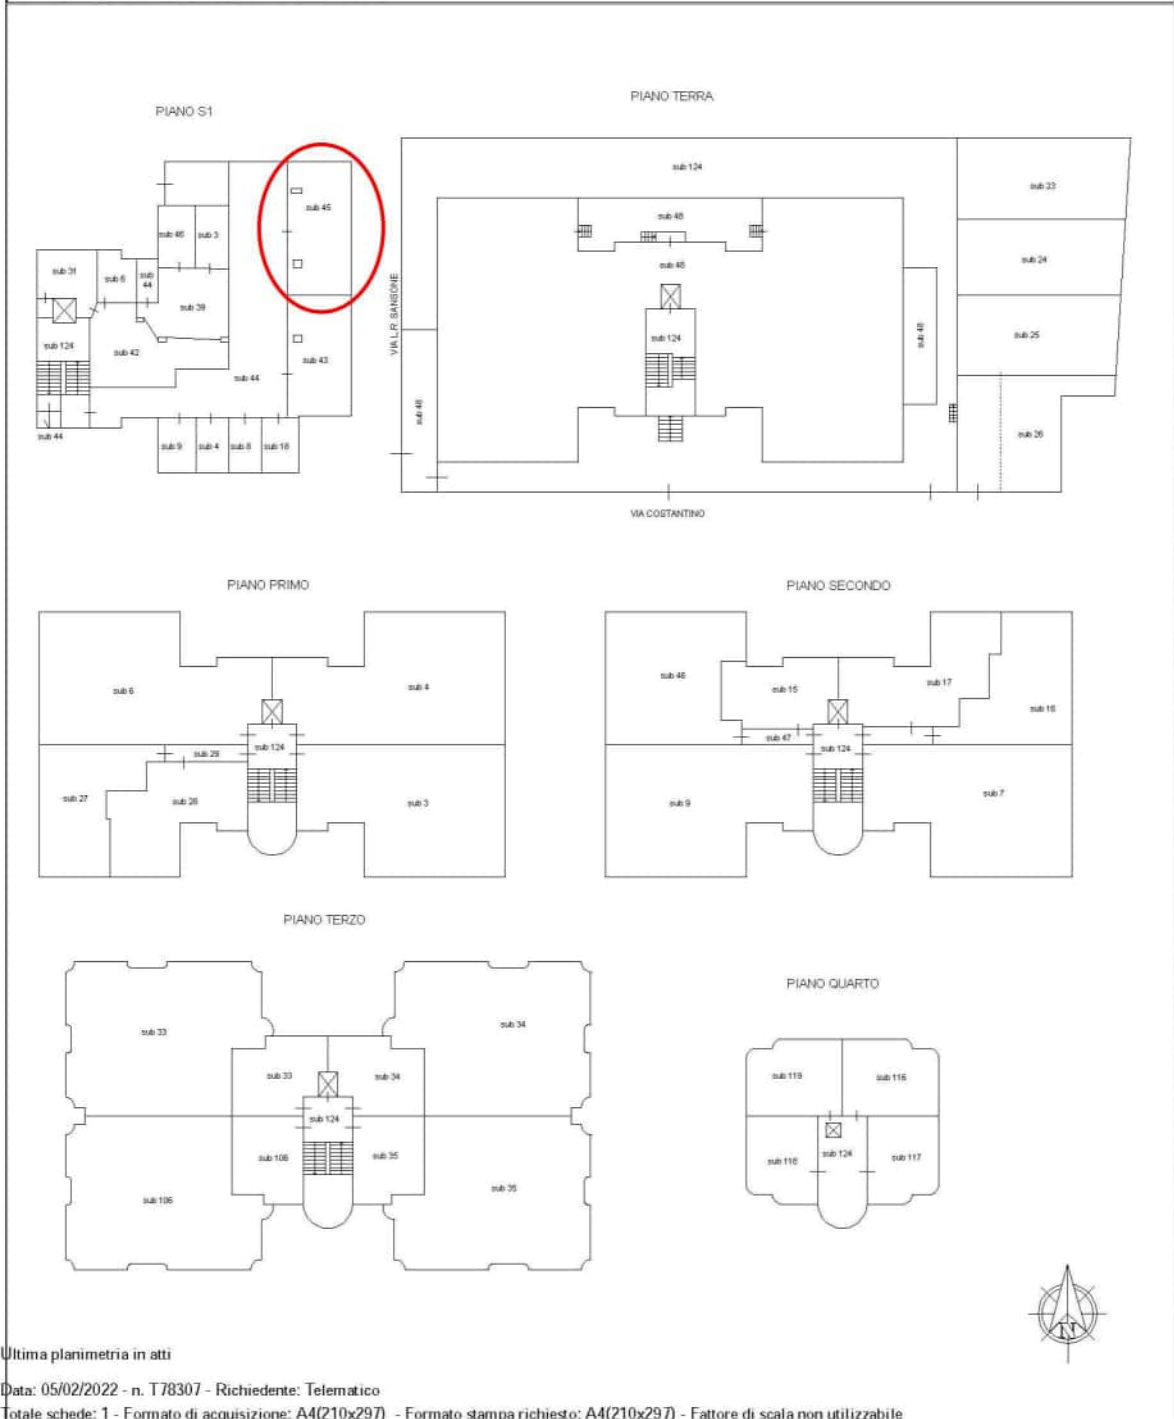 PIANO S1
PIANO TERRA
sub 45
sub 46
sub 3
sub 31
sub 6
sub
44
sub 39
sub 124
sub 42
sub 43
sub 44
sub 44
sub 9
sub 4
sub 8
sub 18
sub 124
sub 23
sub 48
sub 24
sub 48
VIA L.R. SANSONE
sub 124
sub 48
sub 25
sub 48
sub 26
VIA COSTANTINO
PIANO PRIMO
sub 6
sub 4
sub 124
sub 29
sub 27
sub 28
sub 3
PIANO SECONDO
sub 46
sub 15
sub 17
sub 16
sub 47
sub 124
sub 9
sub 7
PIANO TERZO
sub 33
sub 34
sub 33
sub 34
sub 124
sub 106
sub 35
sub 106
sub 35
PIANO QUARTO
sub 119
sub 116
sub 118
sub 124
sub 117
N
Ultima planimetria in atti
Data: 05/02/2022 - n. T78307 - Richiedente: Telematico
Totale schede: 1 - Formato di acquisizione: A4(210x297) - Formato stampa richiesto: A4(210x297) - Fattore di scala non utilizzabile